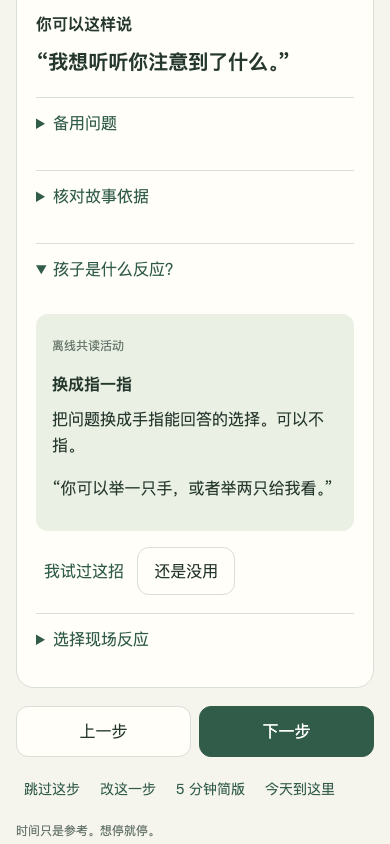 你可以这样说
“我想听听你注意到了什么。”
▶ 备用问题
▶ 核对故事依据
▼ 孩子是什么反应?
离线共读活动
换成指一指
把问题换成手指能回答的选择。可以不
指。
“你可以举一只手，或者举两只给我看。”
我试过这招 还是没用
▶ 选择现场反应
上一步 下一步
跳过这步 改这一步 5 分钟简版 今天到这里
时间只是参考。想停就停。